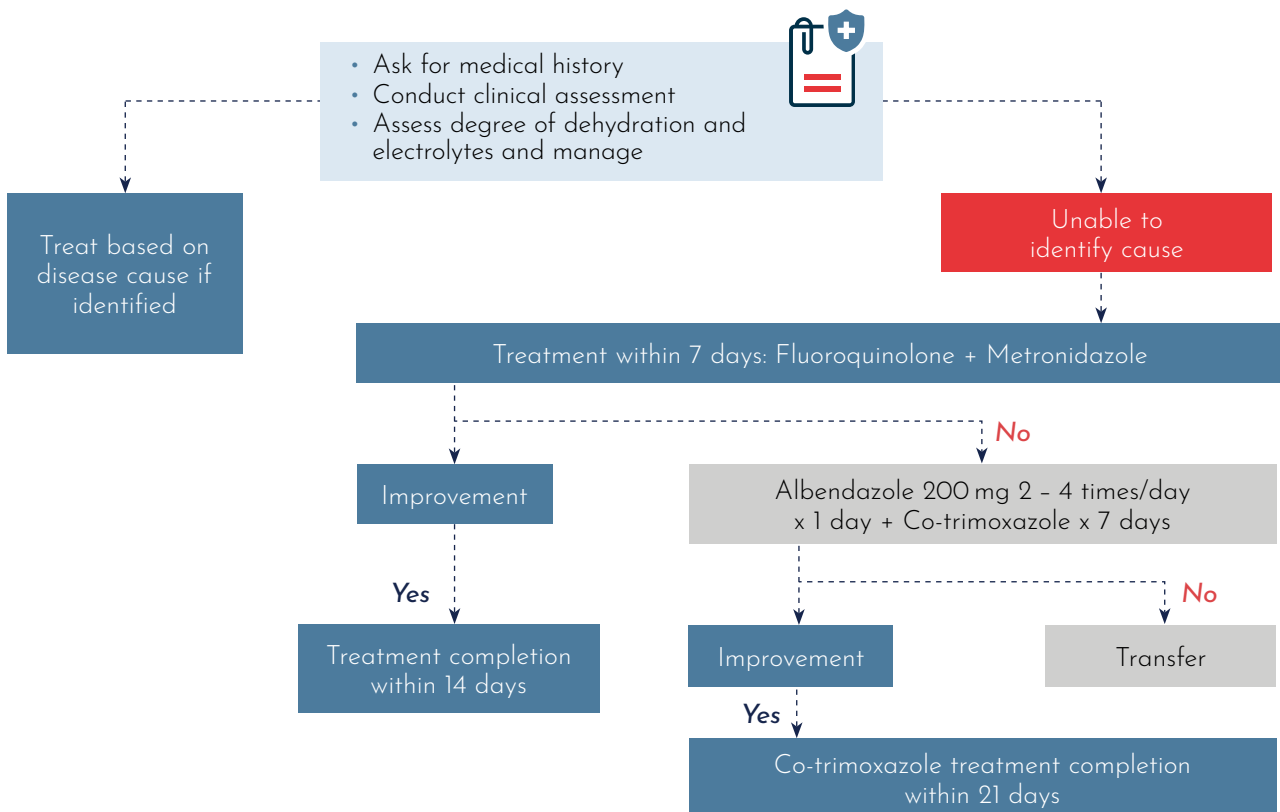 • Ask for medical history
• Conduct clinical assessment
• Assess degree of dehydration and
electrolytes and manage
Treat based on
disease cause if
identified
Unable to
identify cause
Treatment within 7 days: Fluoroquinolone + Metronidazole
No
Improvement
Albendazole 200 mg 2 – 4 times/day
x 1 day + Co-trimoxazole x 7 days
Yes
No
Treatment completion
within 14 days
Improvement
Transfer
Yes
Co-trimoxazole treatment completion
within 21 days